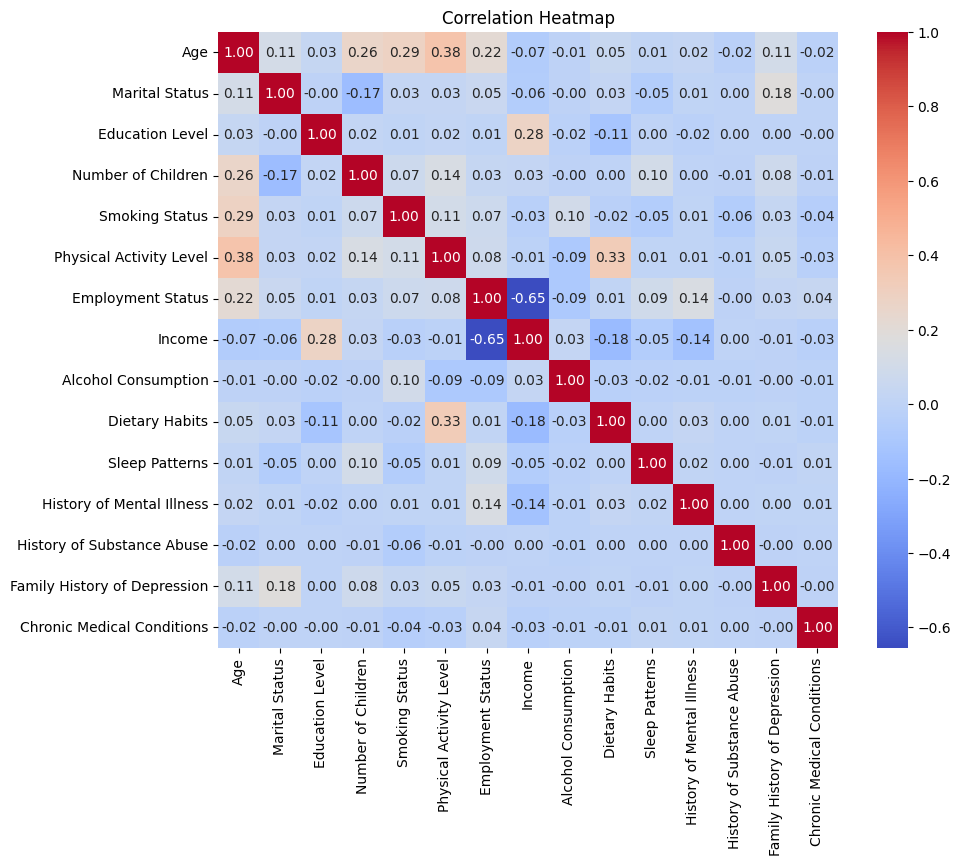 Correlation Heatmap
Age 1.00 0.11 0.03 0.26 0.29 0.38 0.22 -0.07 -0.01 0.05 0.01 0.02 -0.02 0.11 -0.02
Marital Status 0.11 1.00 -0.00 -0.17 0.03 0.03 0.05 -0.06 -0.00 0.03 -0.05 0.01 0.00 0.18 -0.00
Education Level 0.03 -0.00 1.00 0.02 0.01 0.02 0.01 0.28 -0.02 -0.11 0.00 -0.02 0.00 0.00 -0.00
Number of Children 0.26 -0.17 0.02 1.00 0.07 0.14 0.03 0.03 -0.00 0.00 0.10 0.00 -0.01 0.08 -0.01
Smoking Status 0.29 0.03 0.01 0.07 1.00 0.11 0.07 -0.03 0.10 -0.02 -0.05 0.01 -0.06 0.03 -0.04
Physical Activity Level 0.38 0.03 0.02 0.14 0.11 1.00 0.08 -0.01 -0.09 0.33 0.01 0.01 -0.01 0.05 -0.03
Employment Status 0.22 0.05 0.01 0.03 0.07 0.08 1.00 -0.65 -0.09 0.01 0.09 0.14 -0.00 0.03 0.04
Income -0.07 -0.06 0.28 0.03 -0.03 -0.01 -0.65 1.00 0.03 -0.18 -0.05 -0.14 0.00 -0.01 -0.03
Alcohol Consumption -0.01 -0.00 -0.02 -0.00 0.10 -0.09 -0.09 0.03 1.00 -0.03 -0.02 -0.01 -0.01 -0.00 -0.01
Dietary Habits 0.05 0.03 -0.11 0.00 -0.02 0.33 0.01 -0.18 -0.03 1.00 0.00 0.03 0.00 0.01 -0.01
Sleep Patterns 0.01 -0.05 0.00 0.10 -0.05 0.01 0.09 -0.05 -0.02 0.00 1.00 0.02 0.00 -0.01 0.01
History of Mental Illness 0.02 0.01 -0.02 0.00 0.01 0.01 0.14 -0.14 -0.01 0.03 0.02 1.00 0.00 0.00 0.01
History of Substance Abuse -0.02 0.00 0.00 -0.01 -0.06 -0.01 -0.00 0.00 -0.01 0.00 0.00 0.00 1.00 -0.00 0.00
Family History of Depression 0.11 0.18 0.00 0.08 0.03 0.05 0.03 -0.01 -0.00 0.01 -0.01 0.00 -0.00 1.00 -0.00
Chronic Medical Conditions -0.02 -0.00 -0.00 -0.01 -0.04 -0.03 0.04 -0.03 -0.01 -0.01 0.01 0.01 0.00 -0.00 1.00
Age
Marital Status
Education Level
Number of Children
Smoking Status
Physical Activity Level
Employment Status
Income
Alcohol Consumption
Dietary Habits
Sleep Patterns
History of Mental Illness
History of Substance Abuse
Family History of Depression
Chronic Medical Conditions
1.0
0.8
0.6
0.4
0.2
0.0
−0.2
−0.4
−0.6